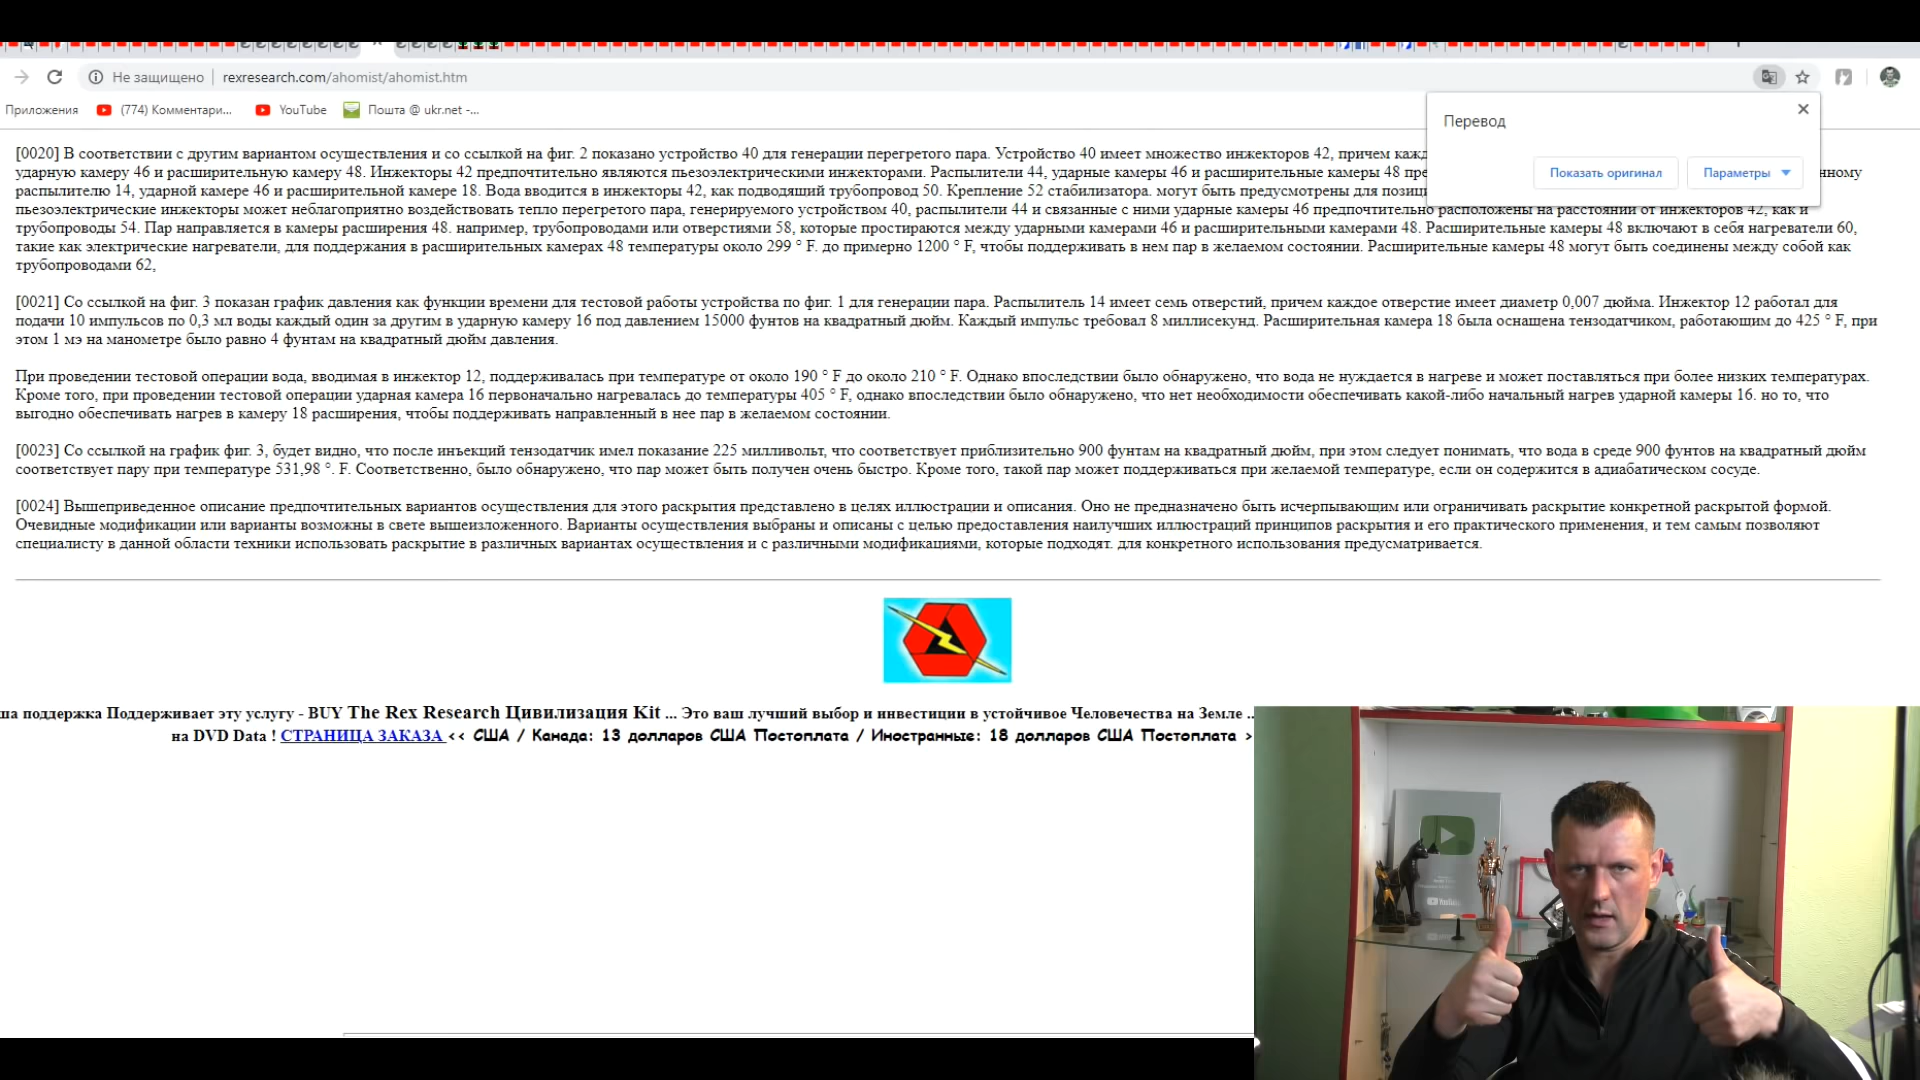 Не защищено
rexresearch.com/ahomist/ahomist.htm
Приложения
(774) Комментари...
YouTube
Пошта @ ukr.net -...
Перевод
Показать оригинал
Параметры
[0020] В соответствии с другим вариантом осуществления и со ссылкой на фиг. 2 показано устройство 40 для генерации перегретого пара. Устройство 40 имеет множество инжекторов 42, причем кажд
ударную камеру 46 и расширительную камеру 48. Инжекторы 42 предпочтительно являются пьезоэлектрическими инжекторами. Распылители 44, ударные камеры 46 и расширительные камеры 48 пре нному
распылителю 14, ударной камере 46 и расширительной камере 18. Вода вводится в инжекторы 42, как подводящий трубопровод 50. Крепление 52 стабилизатора. могут быть предусмотрены для позици
пьезоэлектрические инжекторы может неблагоприятно воздействовать тепло перегретого пара, генерируемого устройством 40, распылители 44 и связанные с ними ударные камеры 46 предпочтительно расположены на расстоянии от инжекторов 42, как и
трубопроводы 54. Пар направляется в камеры расширения 48. например, трубопроводами или отверстиями 58, которые простираются между ударными камерами 46 и расширительными камерами 48. Расширительные камеры 48 включают в себя нагреватели 60,
такие как электрические нагреватели, для поддержания в расширительных камерах 48 температуры около 299 ° F. до примерно 1200 ° F, чтобы поддерживать в нем пар в желаемом состоянии. Расширительные камеры 48 могут быть соединены между собой как
трубопроводами 62,
[0021] Со ссылкой на фиг. 3 показан график давления как функции времени для тестовой работы устройства по фиг. 1 для генерации пара. Распылитель 14 имеет семь отверстий, причем каждое отверстие имеет диаметр 0,007 дюйма. Инжектор 12 работал для
подачи 10 импульсов по 0,3 мл воды каждый один за другим в ударную камеру 16 под давлением 15000 фунтов на квадратный дюйм. Каждый импульс требовал 8 миллисекунд. Расширительная камера 18 была оснащена тензодатчиком, работающим до 425 ° F, при
этом 1 мэ на манометре было равно 4 фунтам на квадратный дюйм давления.
При проведении тестовой операции вода, вводимая в инжектор 12, поддерживалась при температуре от около 190 ° F до около 210 ° F. Однако впоследствии было обнаружено, что вода не нуждается в нагреве и может поставляться при более низких температурах.
Кроме того, при проведении тестовой операции ударная камера 16 первоначально нагревалась до температуры 405 ° F, однако впоследствии было обнаружено, что нет необходимости обеспечивать какой-либо начальный нагрев ударной камеры 16. но то, что
выгодно обеспечивать нагрев в камеру 18 расширения, чтобы поддерживать направленный в нее пар в желаемом состоянии.
[0023] Со ссылкой на график фиг. 3, будет видно, что после инъекций тензодатчик имел показание 225 милливольт, что соответствует приблизительно 900 фунтам на квадратный дюйм, при этом следует понимать, что вода в среде 900 фунтов на квадратный дюйм
соответствует пару при температуре 531,98 °. F. Соответственно, было обнаружено, что пар может быть получен очень быстро. Кроме того, такой пар может поддерживаться при желаемой температуре, если он содержится в адиабатическом сосуде.
[0024] Вышеприведенное описание предпочтительных вариантов осуществления для этого раскрытия представлено в целях иллюстрации и описания. Оно не предназначено быть исчерпывающим или ограничивать раскрытие конкретной раскрытой формой.
Очевидные модификации или варианты возможны в свете вышеизложенного. Варианты осуществления выбраны и описаны с целью предоставления наилучших иллюстраций принципов раскрытия и его практического применения, и тем самым позволяют
специалисту в данной области техники использовать раскрытие в различных вариантах осуществления и с различными модификациями, которые подходят. для конкретного использования предусматривается.
ша поддержка Поддерживает эту услугу - BUY The Rex Research Цивилизация Kit ... Это ваш лучший выбор и инвестиции в устойчивое Человечества на Земле ..
на DVD Data ! СТРАНИЦА ЗАКАЗА << США / Канада: 13 долларов США Постоплата / Иностранные: 18 долларов США Постоплата >
YouTube